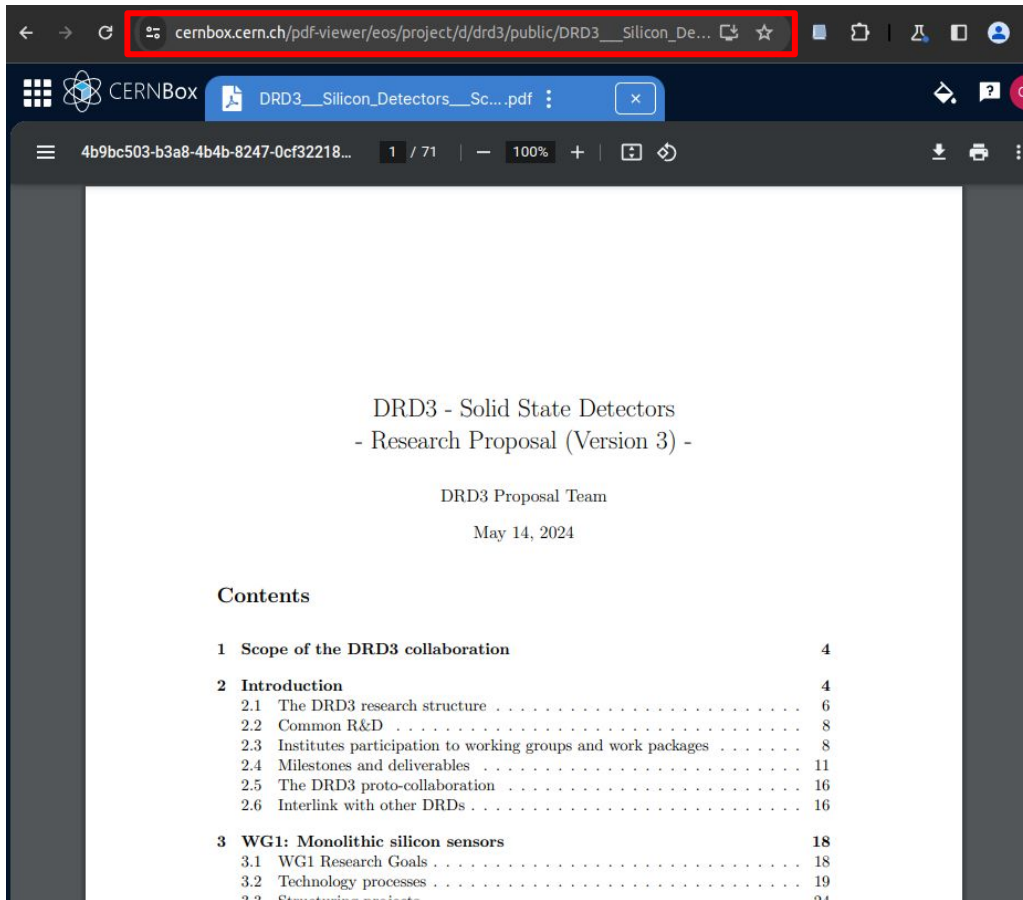 cernbox.cern.ch/pdf-viewer/eos/project/d/drd3/public/DRD3___Silicon_De...
CERNBox DRD3__Silicon_Detectors__Sc....pdf
4b9bc503-b3a8-4b4b-8247-0cf32218... 1 / 71 | − 100% + |
DRD3 - Solid State Detectors
- Research Proposal (Version 3) -
DRD3 Proposal Team
May 14, 2024
Contents
1 Scope of the DRD3 collaboration 4
2 Introduction 4
2.1 The DRD3 research structure . . . . . . . . . . . . . . . . . . . . . . . . . 6
2.2 Common R&D . . . . . . . . . . . . . . . . . . . . . . . . . . . . . . . . . 8
2.3 Institutes participation to working groups and work packages . . . . . . . 8
2.4 Milestones and deliverables . . . . . . . . . . . . . . . . . . . . . . . . . . 11
2.5 The DRD3 proto-collaboration . . . . . . . . . . . . . . . . . . . . . . . . 16
2.6 Interlink with other DRDs . . . . . . . . . . . . . . . . . . . . . . . . . . . 16
3 WG1: Monolithic silicon sensors 18
3.1 WG1 Research Goals . . . . . . . . . . . . . . . . . . . . . . . . . . . . . . 18
3.2 Technology processes . . . . . . . . . . . . . . . . . . . . . . . . . . . . . . 19